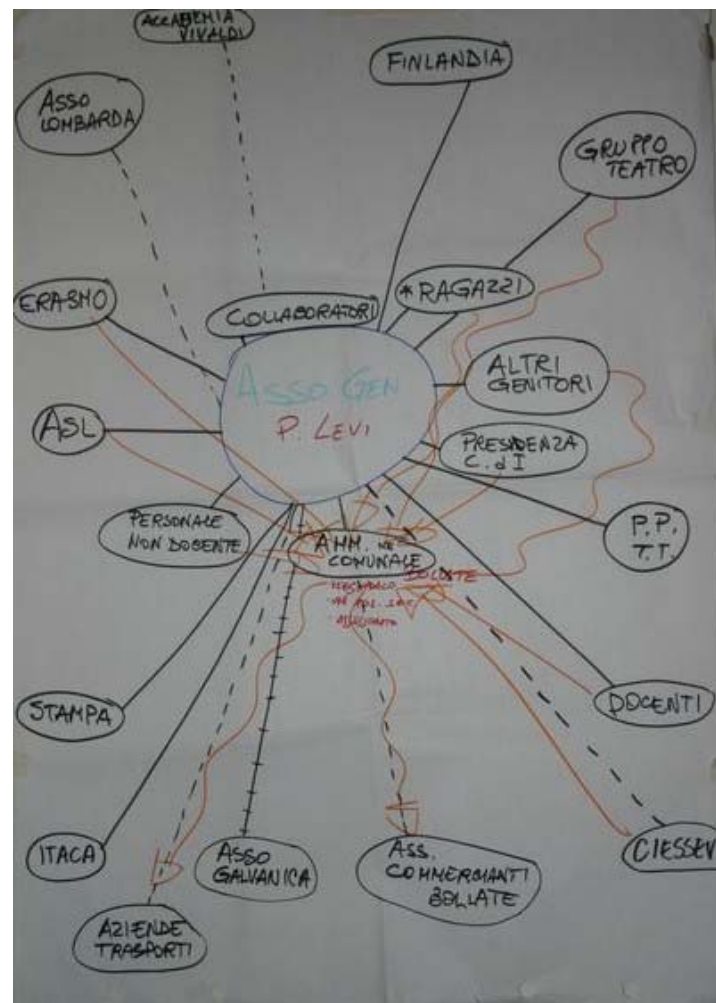 ACCADEMIA
VIVALDI
FINLANDIA
ASSO
LOMBARDA
GRUPPO
TEATRO
ERASMO
COLLABORATORI
*RAGAZZI
ASSO GEN
P. LEVI
ALTRI
GENITORI
ASL
PRESIDENZA
C. d I
PERSONALE
NON DOCENTE
AMM. NE
COMUNALE
P.P.
T.T.
STAMPA
DOCENTI
ITACA
ASSO
GALVANICA
ASS.
COMMERCIANTI
BOLLATE
CIESSEV
AZIENDE
TRASPORTI